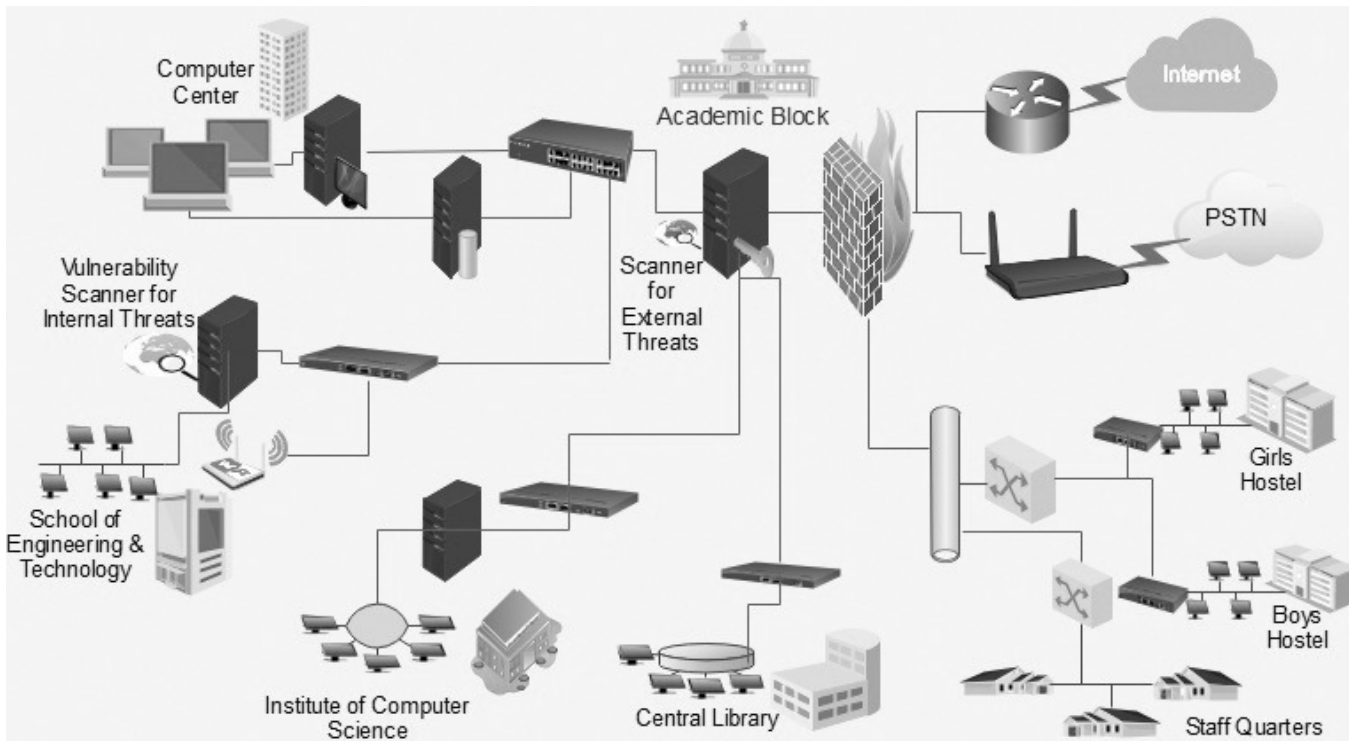 Computer
Center
Academic Block
Internet
PSTN
Vulnerability
Scanner for
Internal Threats
Scanner
for
External
Threats
Girls
Hostel
School of
Engineering &
Technology
Boys
Hostel
Institute of Computer
Science
Central Library
Staff Quarters